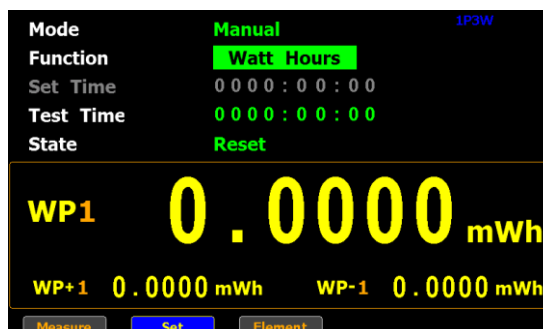 Mode Manual 1P3W
Function Watt Hours
Set Time 0000:00:00
Test Time 0000:00:00
State Reset
WP1 0.0000 mWh
WP+1 0.0000 mWh WP-1 0.0000 mWh
Measure Set Element